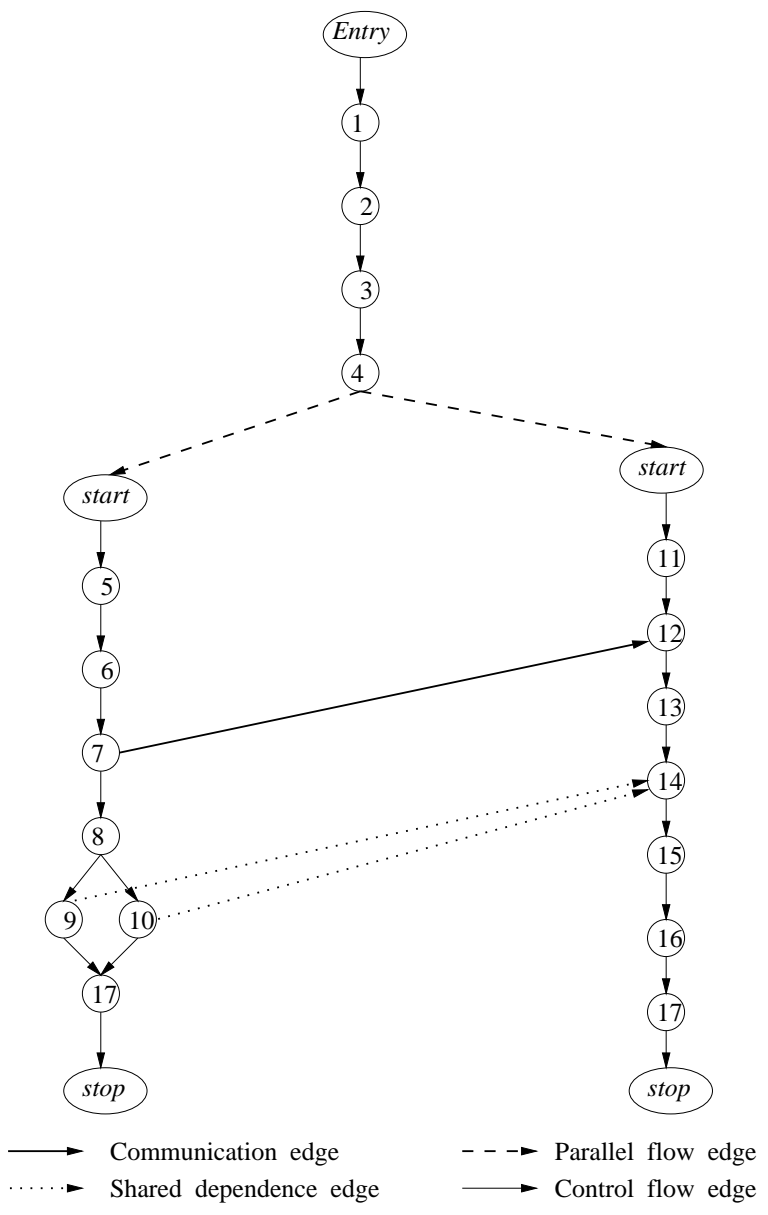 Entry
1
2
3
4
start
start
5
11
6
12
7
13
8
14
9
10
15
16
17
17
stop
stop
Communication edge
Parallel flow edge
Shared dependence edge
Control flow edge